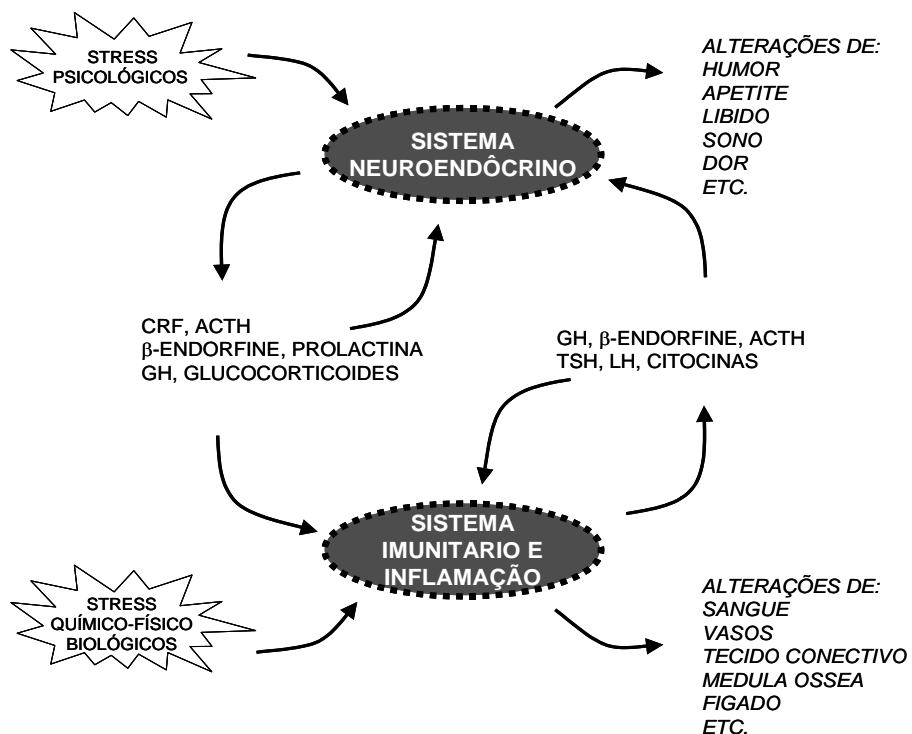 STRESS
PSICOLÓGICOS
ALTERAÇÕES DE:
HUMOR
APETITE
LIBIDO
SONO
DOR
ETC.
SISTEMA
NEUROENDÔCRINO
CRF, ACTH
β-ENDORFINE, PROLACTINA
GH, GLUCOCORTICOIDES
GH, β-ENDORFINE, ACTH
TSH, LH, CITOCINAS
SISTEMA
IMUNITARIO E
INFLAMAÇÃO
STRESS
QUÍMICO-FÍSICO
BIOLÓGICOS
ALTERAÇÕES DE:
SANGUE
VASOS
TECIDO CONECTIVO
MEDULA OSSEA
FIGADO
ETC.